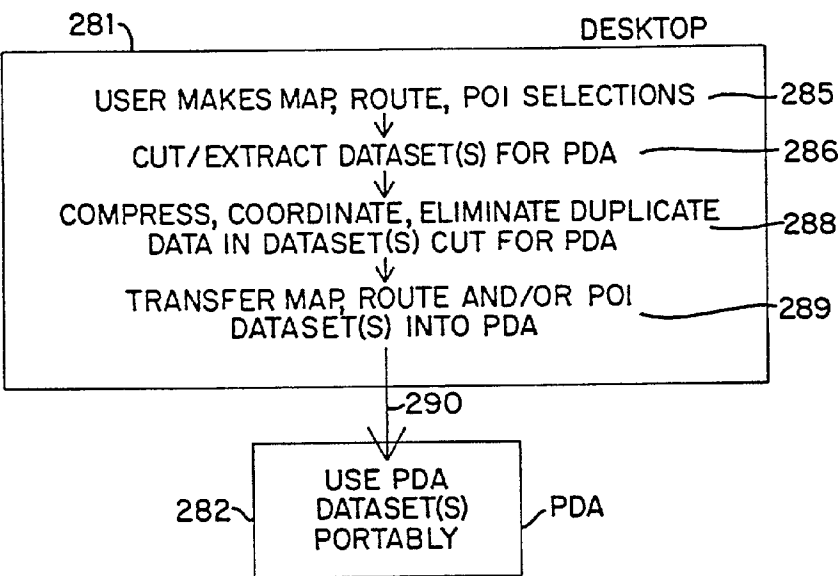 281
DESKTOP
USER MAKES MAP, ROUTE, POI SELECTIONS
285
CUT/EXTRACT DATASET(S) FOR PDA
286
COMPRESS, COORDINATE, ELIMINATE DUPLICATE
DATA IN DATASET(S) CUT FOR PDA
288
TRANSFER MAP, ROUTE AND/OR POI
DATASET(S) INTO PDA
289
290
USE PDA
DATASET(S)
PORTABLY
282
PDA